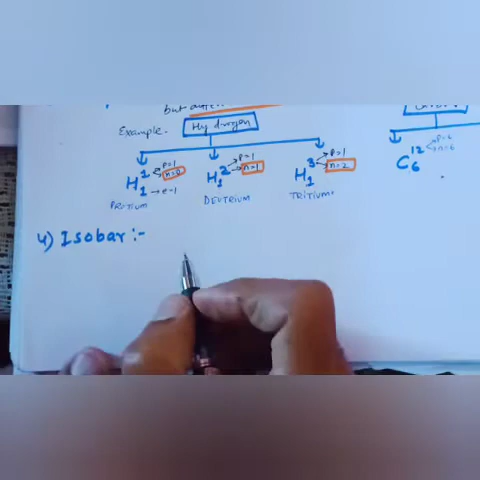 Example. Hydrogen
H 1 1 p=1 n=0 e-1
H 2 1 p=1 n=1
H 3 1 p=1 n=2
C 12 6 p=6 n=6
PROTIUM DEUTRIUM TRITIUM
4) Isobar :-